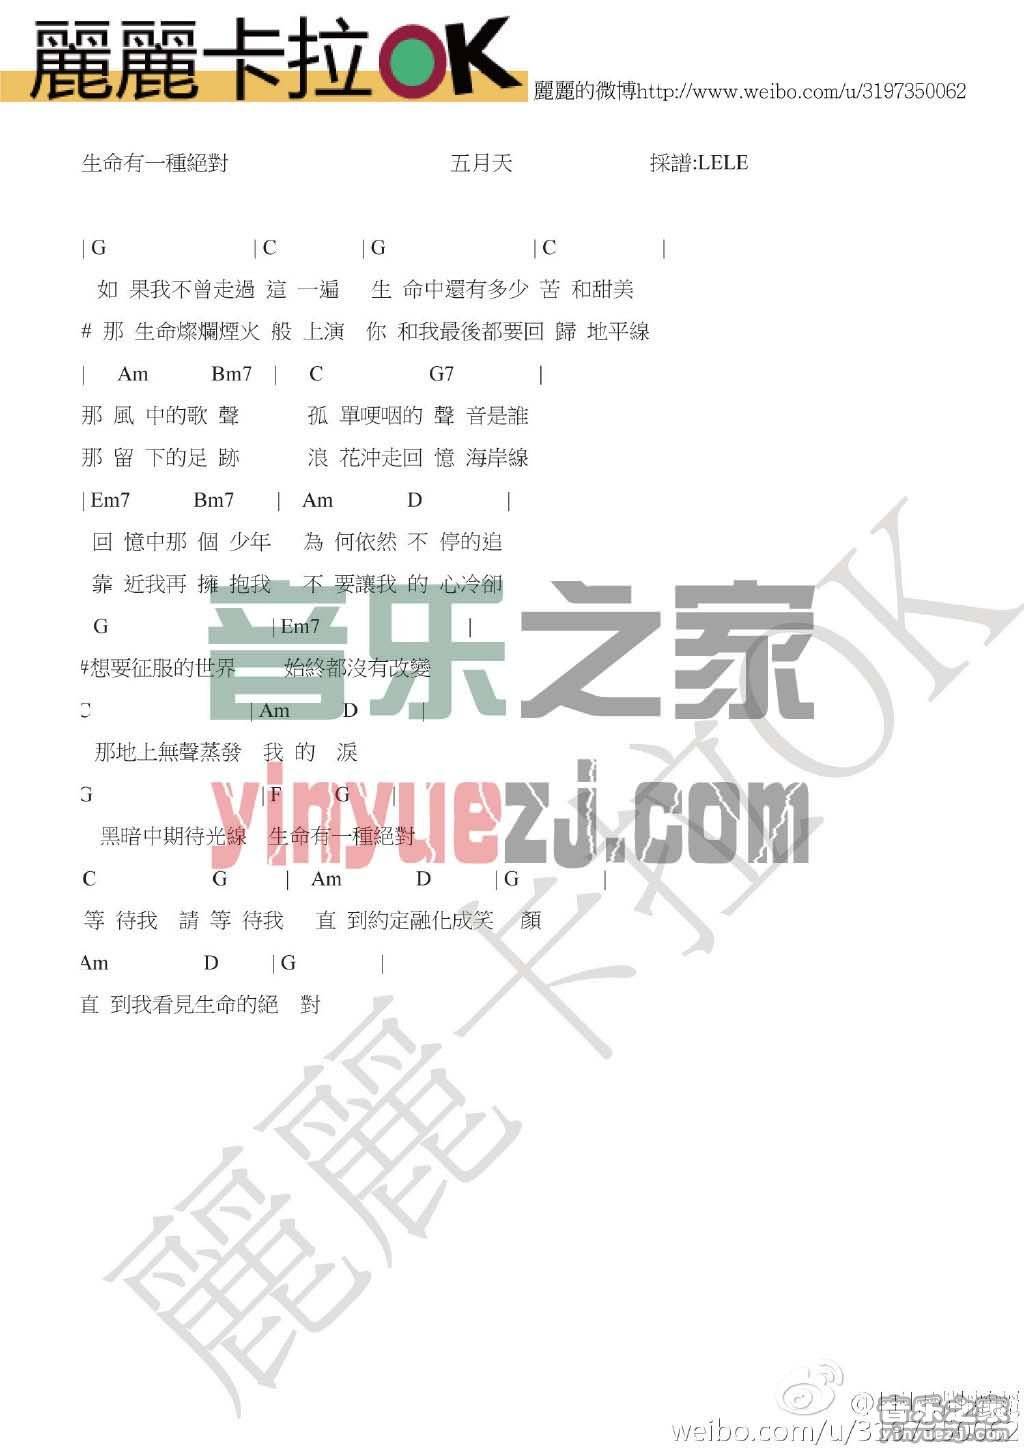 麗麗卡拉OK
麗麗的微博http://www.weibo.com/u/3197350062
生命有一種絕對 五月天 採譜:LELE
| G | C | G | C |
如 果我不曾走過 這 一遍 生 命中還有多少 苦 和甜美
# 那 生命燦爛煙火 般 上演 你 和我最後都要回 歸 地平線
| Am Bm7 | C G7 |
那 風 中的歌 聲 孤 單哽咽的 聲 音是誰
那 留 下的足 跡 浪 花沖走回 憶 海岸線
| Em7 Bm7 | Am D |
回 憶中那 個 少年 為 何依然 不 停的追
靠 近我再 擁 抱我 不 要讓我 的 心冷卻
G | Em7 |
#想要征服的世界 始終都沒有改變
C | Am D |
那地上無聲蒸發 我 的 淚
G | F G |
黑暗中期待光線 生命有一種絕對
C G | Am D | G |
等 待我 請 等 待我 直 到約定融化成笑 顏
Am D | G |
直 到我看見生命的絕 對
音乐之家
yinyuezj.com
麗麗卡拉OK
音乐之家
yinyuezj.com
weibo.com/u/3197350062